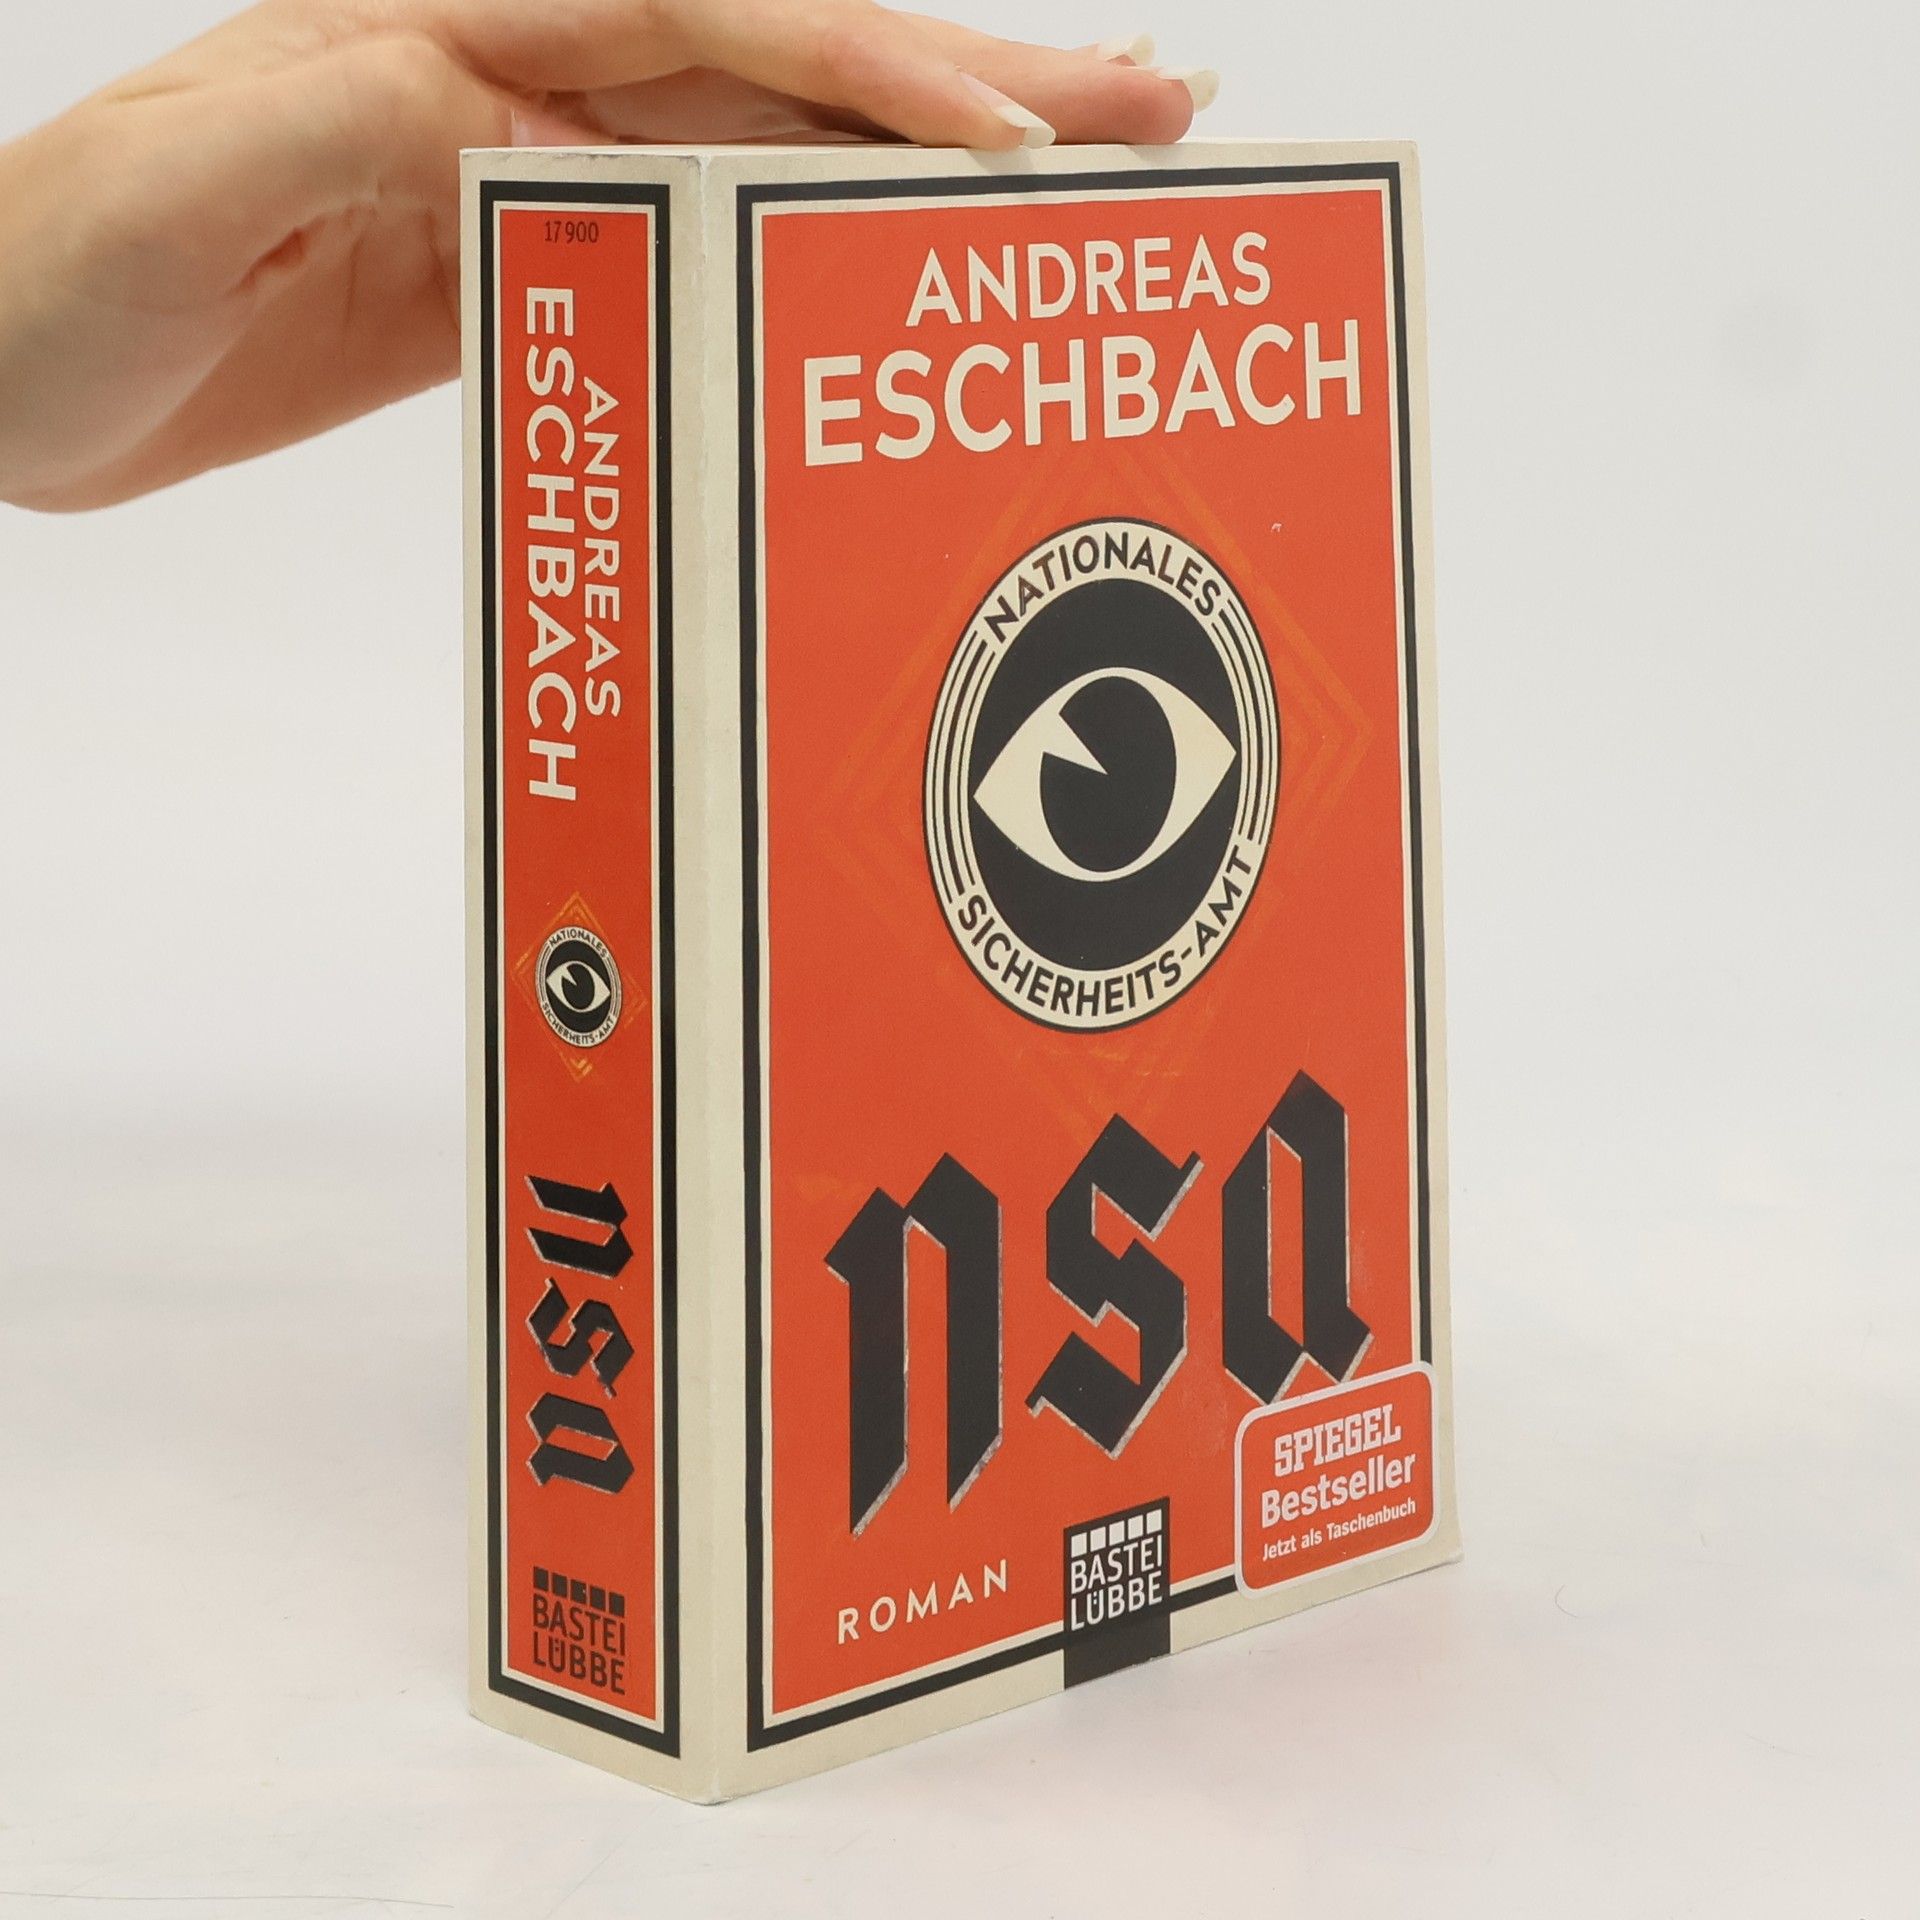 17900
ANDREAS
ESCHBACH
NATIONALES
SICHERHEITS-AMT
nsa
BASTEI
LÜBBE
ANDREAS
ESCHBACH
NATIONALES
SICHERHEITS-AMT
nsa
ROMAN
BASTEI
LÜBBE
SPIEGEL
Bestseller
Jetzt als Taschenbuch